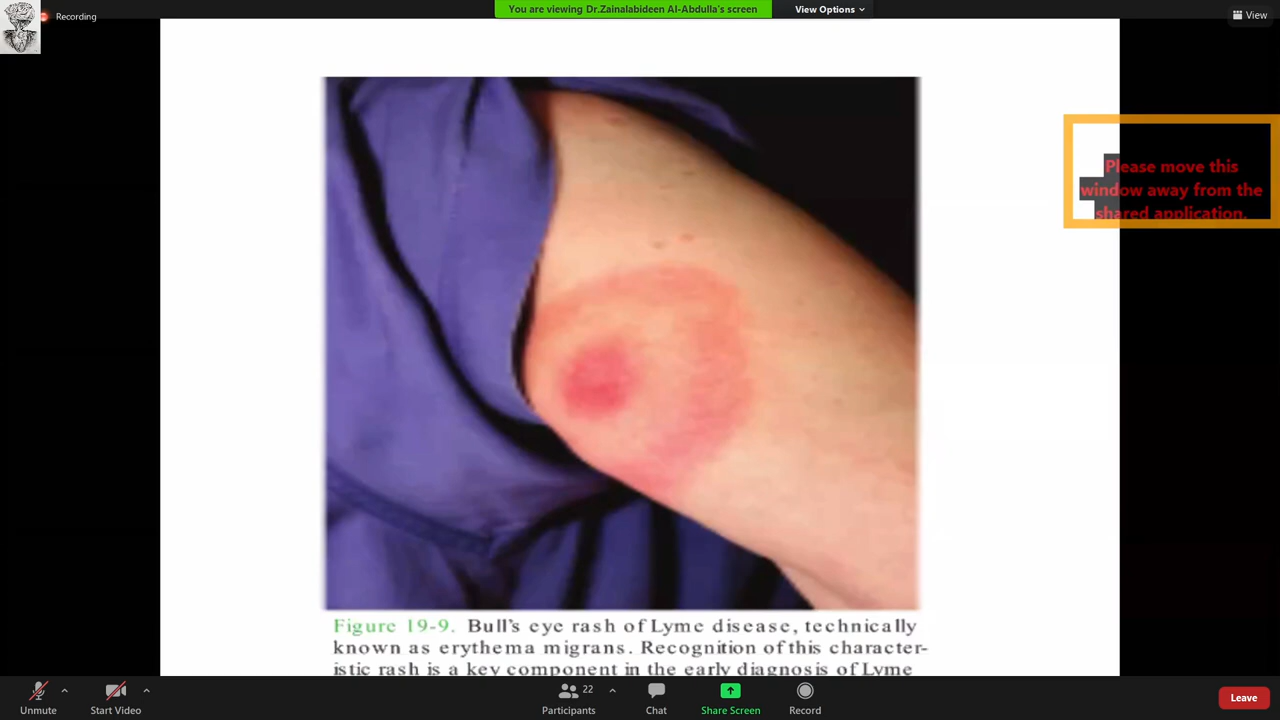 Recording
You are viewing Dr.Zainalabideen Al-Abdulla's screen
View Options
View
Please move this
window away from the
shared application.
Figure 19-9. Bull's eye rash of Lyme disease, technically
known as erythema migrans. Recognition of this character-
istic rash is a key component in the early diagnosis of Lyme
Unmute
Start Video
22
Participants
Chat
Share Screen
Record
Leave